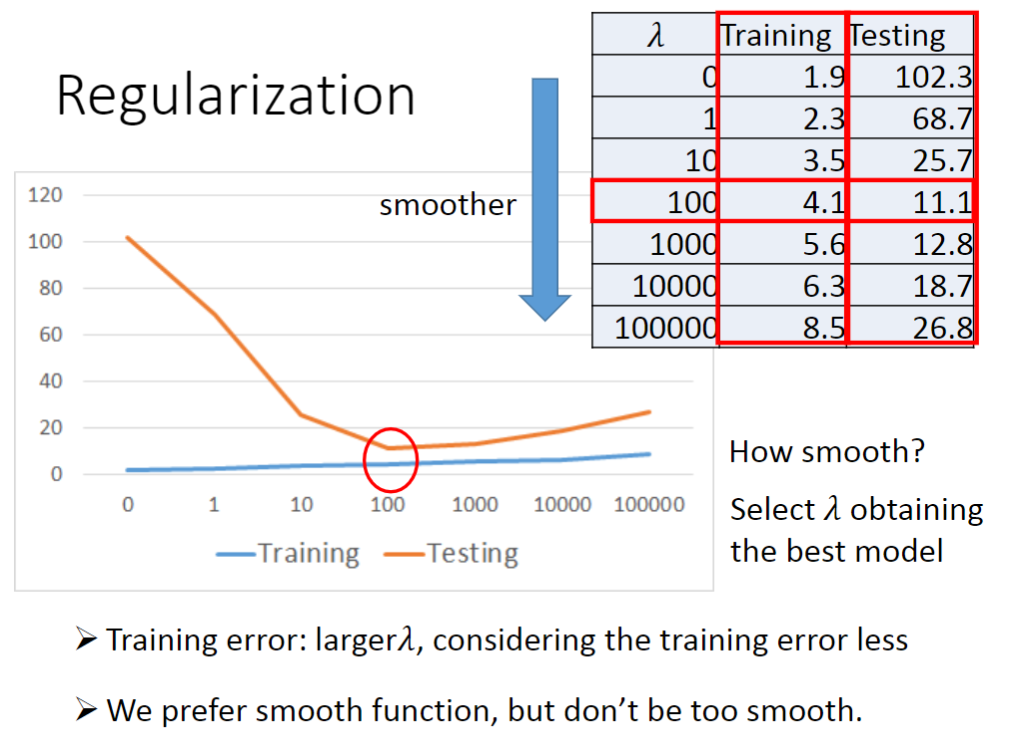 Regularization
λ Training Testing
0 1.9 102.3
1 2.3 68.7
10 3.5 25.7
100 4.1 11.1
1000 5.6 12.8
10000 6.3 18.7
100000 8.5 26.8
smoother
120
100
80
60
40
20
0
0 1 10 100 1000 10000 100000
Training Testing
How smooth?
Select λ obtaining
the best model
➢ Training error: largerλ, considering the training error less
➢ We prefer smooth function, but don’t be too smooth.